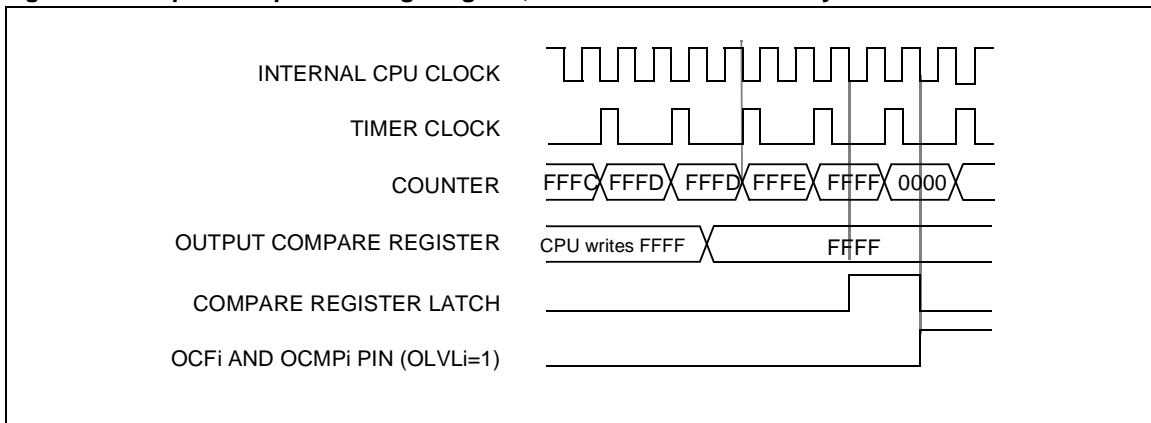 INTERNAL CPU CLOCK
TIMER CLOCK
COUNTER FFFC FFFD FFFD FFFE FFFF 0000
OUTPUT COMPARE REGISTER CPU writes FFFF FFFF
COMPARE REGISTER LATCH
OCFi AND OCMPi PIN (OLVLi=1)